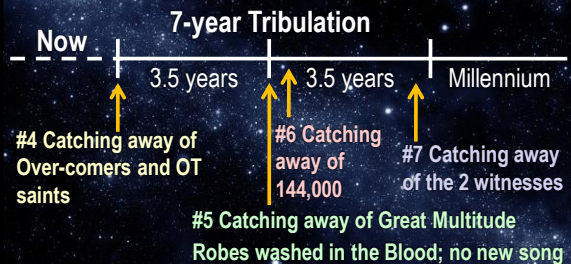 7-year Tribulation
Now
3.5 years
3.5 years
Millennium
#4 Catching away of
Over-comers and OT
saints
#6 Catching
away of
144,000
#7 Catching away
of the 2 witnesses
#5 Catching away of Great Multitude
Robes washed in the Blood; no new song